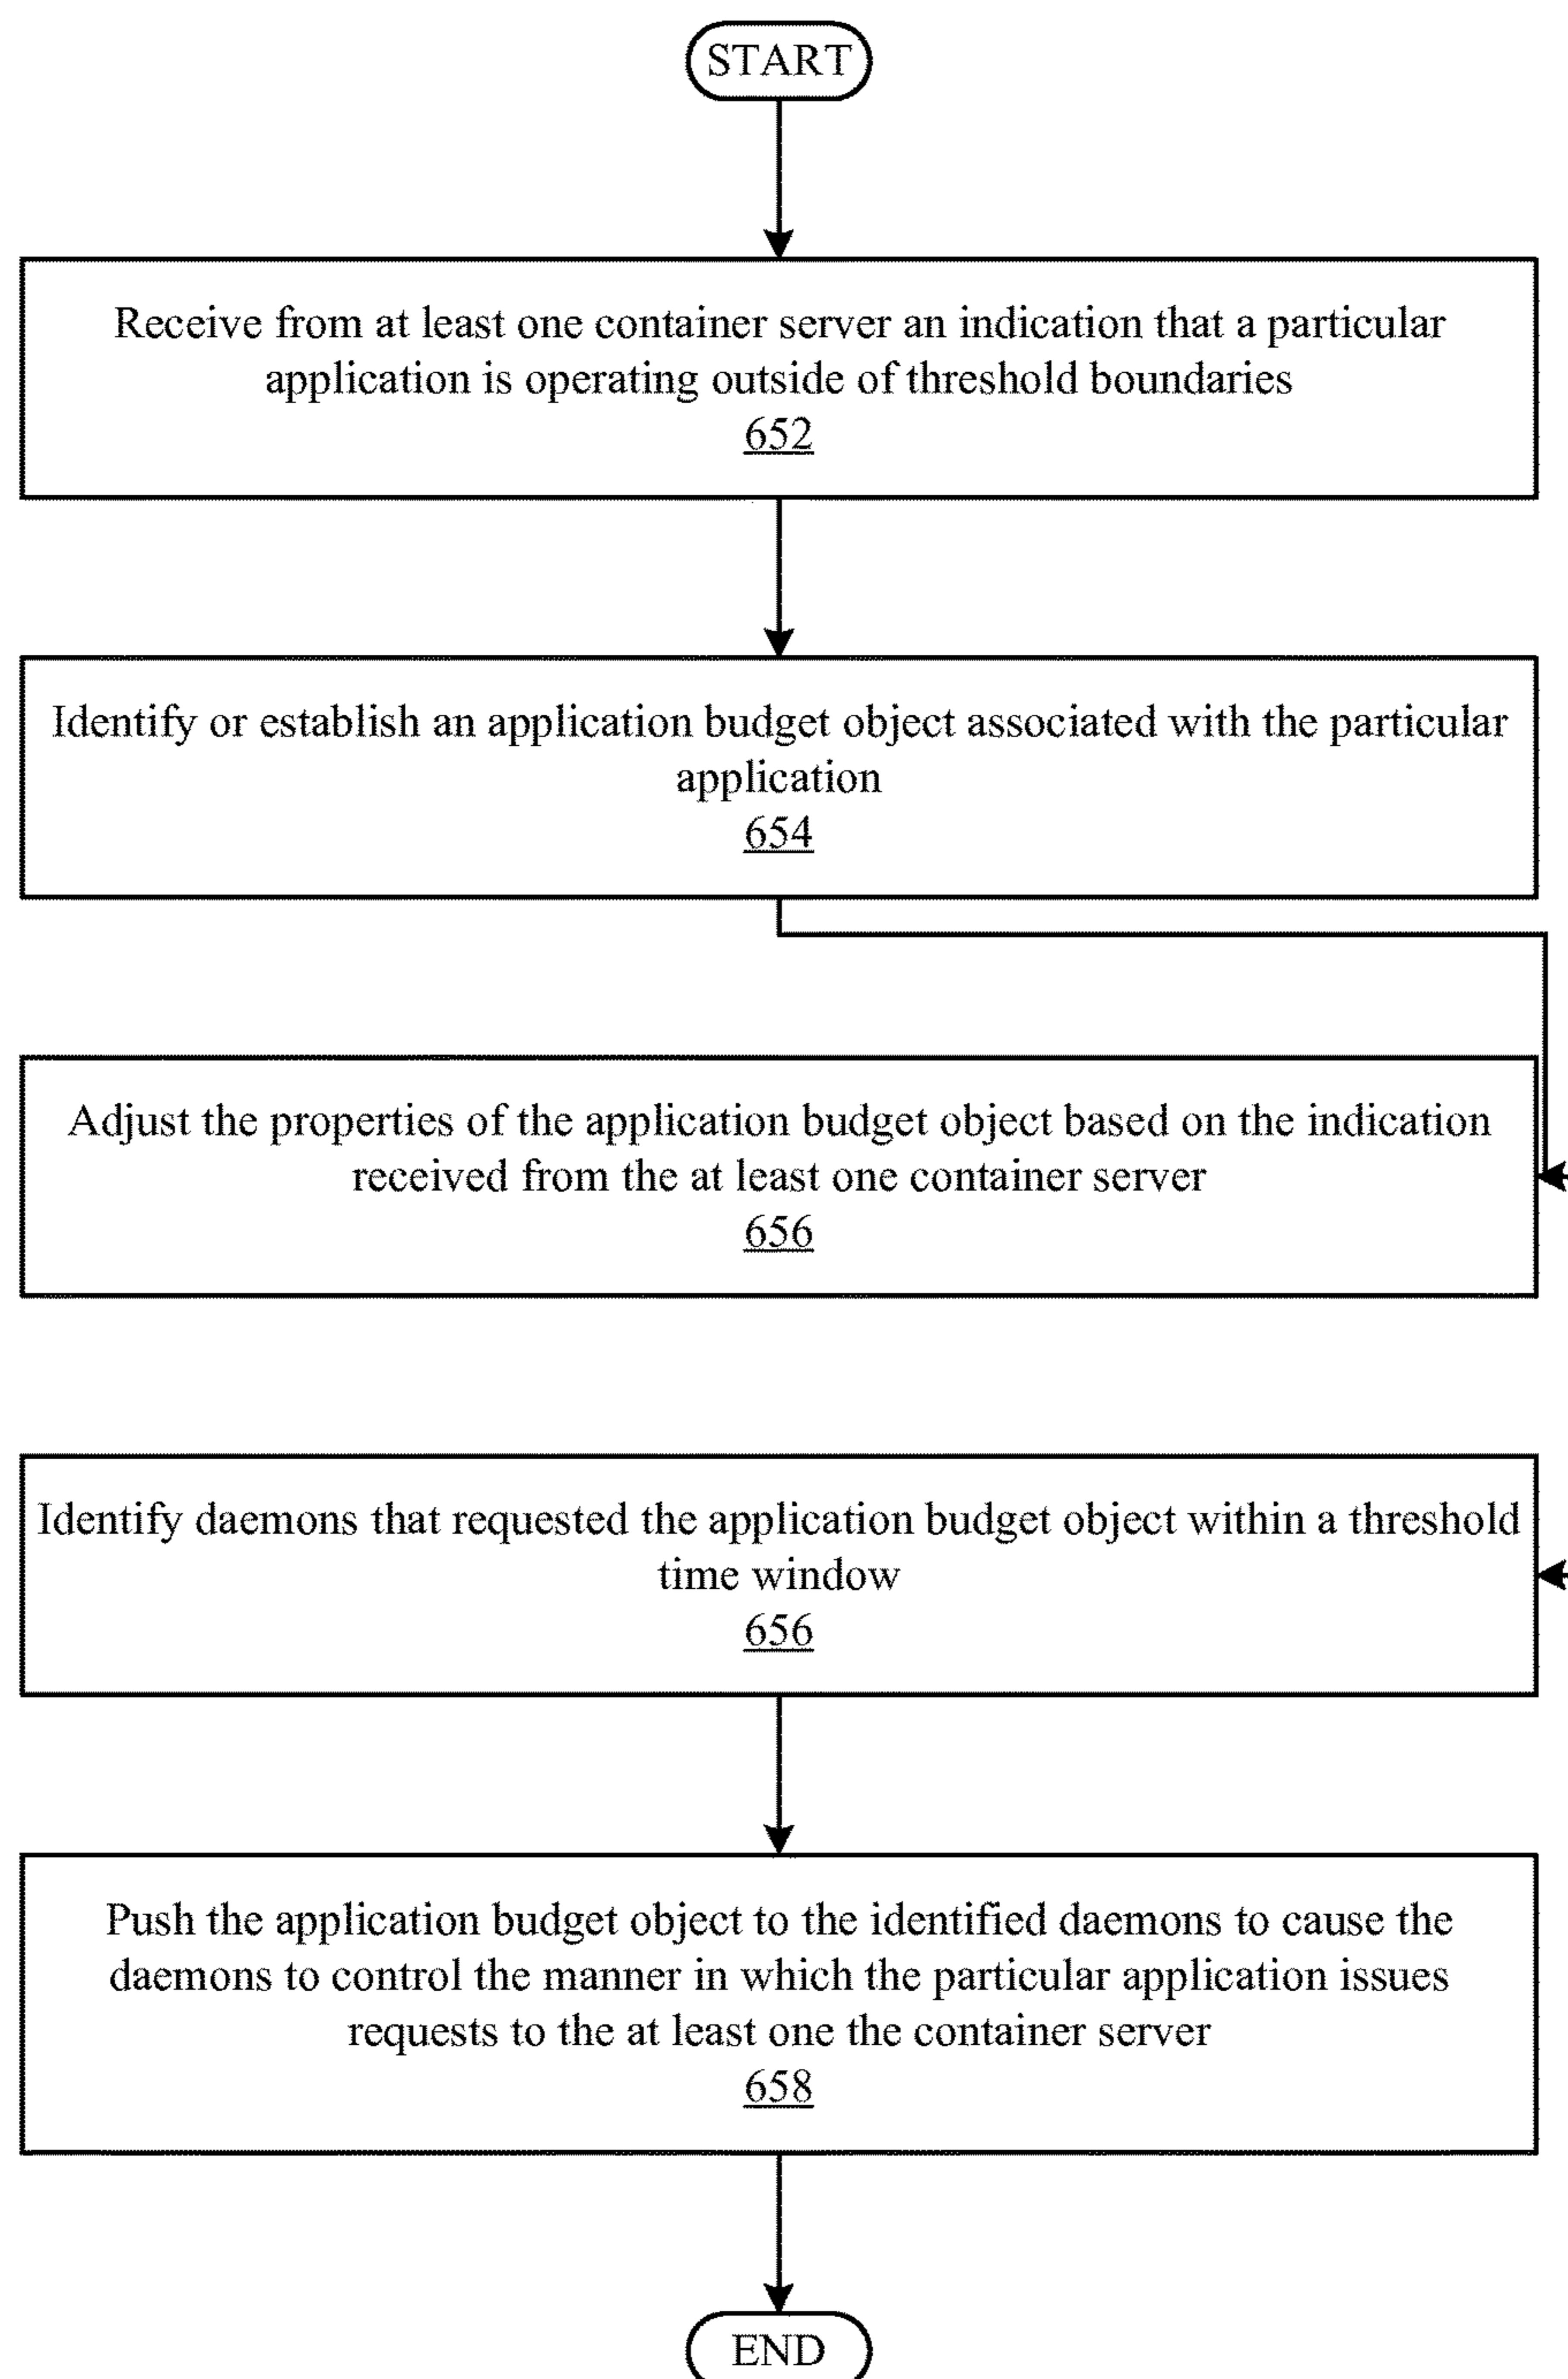 START
Receive from at least one container server an indication that a particular
application is operating outside of threshold boundaries
652
Identify or establish an application budget object associated with the particular
application
654
Adjust the properties of the application budget object based on the indication
received from the at least one container server
656
Identify daemons that requested the application budget object within a threshold
time window
656
Push the application budget object to the identified daemons to cause the
daemons to control the manner in which the particular application issues
requests to the at least one the container server
658
END